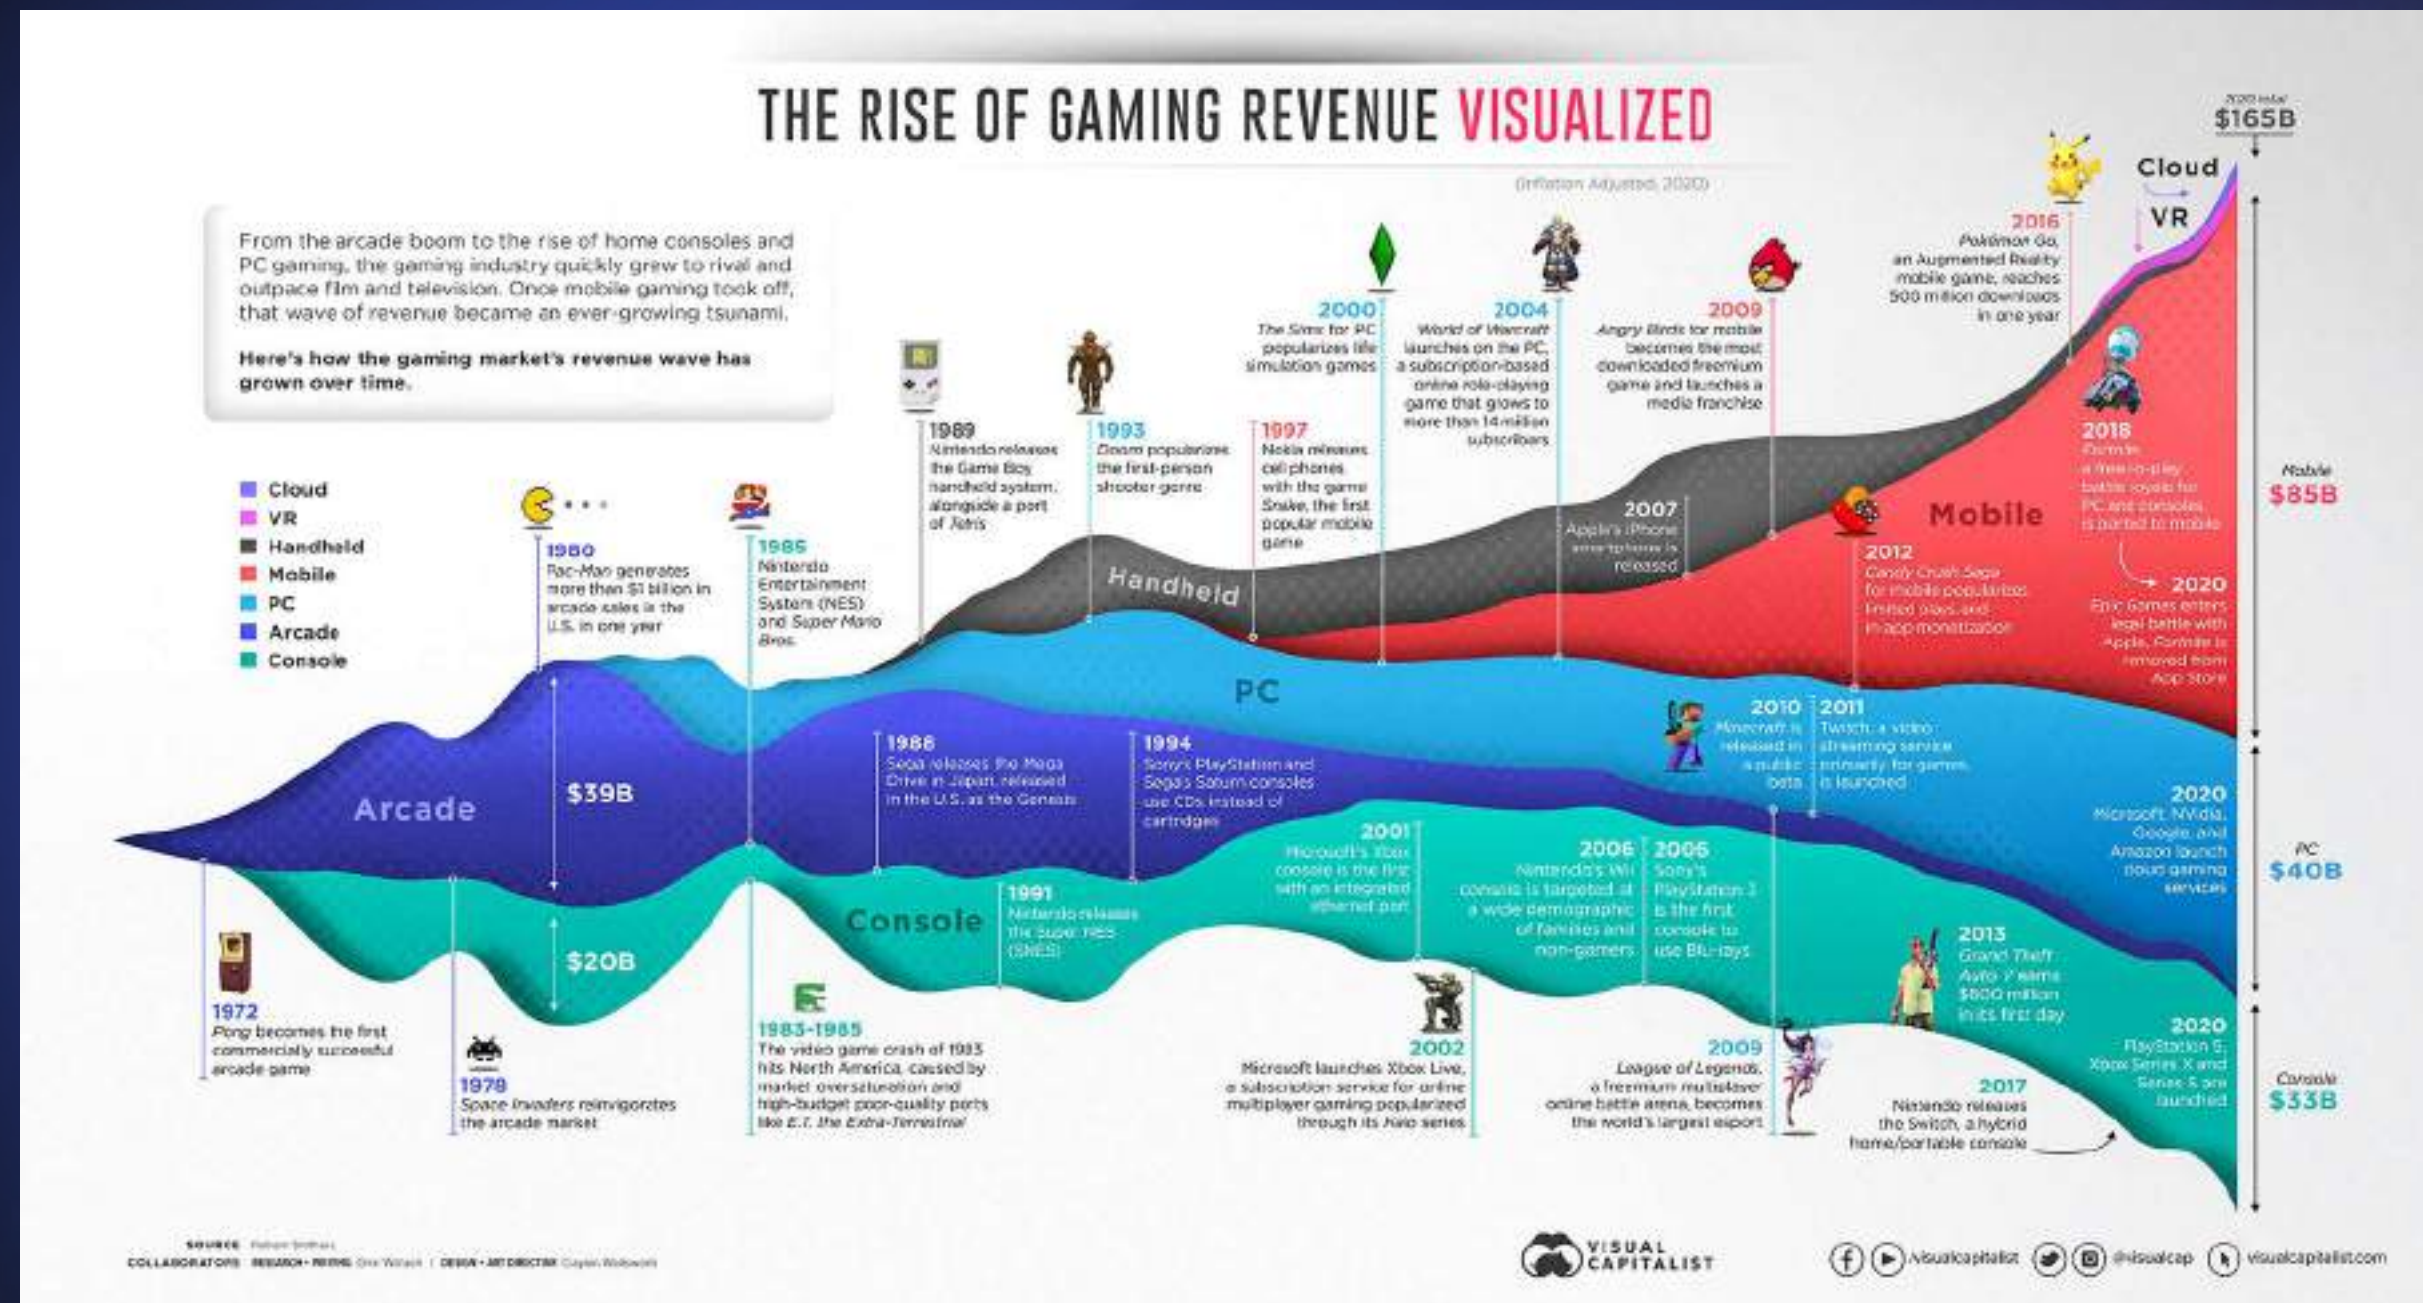 THE RISE OF GAMING REVENUE VISUALIZED
(Inflation Adjusted, 2020)
From the arcade boom to the rise of home consoles and
PC gaming, the gaming industry quickly grew to rival and
outpace film and television. Once mobile gaming took off,
that wave of revenue became an ever-growing tsunami.
Here's how the gaming market's revenue wave has
grown over time.
Cloud
VR
Handheld
Mobile
PC
Arcade
Console
1972
Pong becomes the first
commercially successful
arcade game
1978
Space Invaders reinvigorates
the arcade market
1980
Pac-Man generates
more than $1 billion in
arcade sales in the
U.S. in one year
Arcade
$39B
$20B
1985
Nintendo
Entertainment
System (NES)
and Super Mario
Bros.
1983-1985
The video game crash of 1983
hits North America, caused by
market oversaturation and
high-budget poor-quality ports
like E.T. the Extra-Terrestrial
1988
Sega releases the Mega
Drive in Japan, released
in the U.S. as the Genesis
Console
1989
Nintendo releases
the Game Boy
handheld system,
alongside a port
of Tetris
1991
Nintendo releases
the Super NES
(SNES)
1993
Doom popularizes
the first-person
shooter genre
Handheld
1994
Sony's PlayStation and
Sega's Saturn consoles
use CDs instead of
cartridges
1997
Nokia releases
cell phones
with the game
Snake, the first
popular mobile
game
PC
2000
The Sims for PC
popularizes life
simulation games
2001
Microsoft's Xbox
console is the first
with an integrated
ethernet port
2002
Microsoft launches Xbox Live,
a subscription service for online
multiplayer gaming popularized
through its Halo series
2004
World of Warcraft
launches on the PC,
a subscription-based
online role-playing
game that grows to
more than 14 million
subscribers
2006
Nintendo's Wii
console is targeted at
a wide demographic
of families and
non-gamers
2006
Sony's
PlayStation 3
is the first
console to
use Blu-rays
2007
Apple's iPhone
smartphone is
released
2009
Angry Birds for mobile
becomes the most
downloaded freemium
game and launches a
media franchise
2009
League of Legends,
a freemium multiplayer
online battle arena, becomes
the world's largest esport
2010
Minecraft is
released in
a public
beta
2011
Twitch, a video
streaming service
primarily for games,
is launched
2012
Candy Crush Saga
for mobile popularizes
limited plays and
in-app monetization
Mobile
2013
Grand Theft
Auto V earns
$800 million
in its first day
2016
Pokémon Go,
an Augmented Reality
mobile game, reaches
500 million downloads
in one year
2017
Nintendo releases
the Switch, a hybrid
home/portable console
2018
Fortnite
a free-to-play
battle royale for
PC and consoles
is ported to mobile
2020
Epic Games enters
legal battle with
Apple, Fortnite is
removed from
App Store
2020
Microsoft, NVidia,
Google, and
Amazon launch
cloud gaming
services
2020
PlayStation 5,
Xbox Series X and
Series S are
launched
Cloud
VR
2020 total
$165B
Mobile
$85B
PC
$40B
Console
$33B
SOURCE
COLLABORATORS RESEARCH + WRITING | DESIGN + ART DIRECTION
VISUAL
CAPITALIST
/visualcapitalist @visualcap visualcapitalist.com